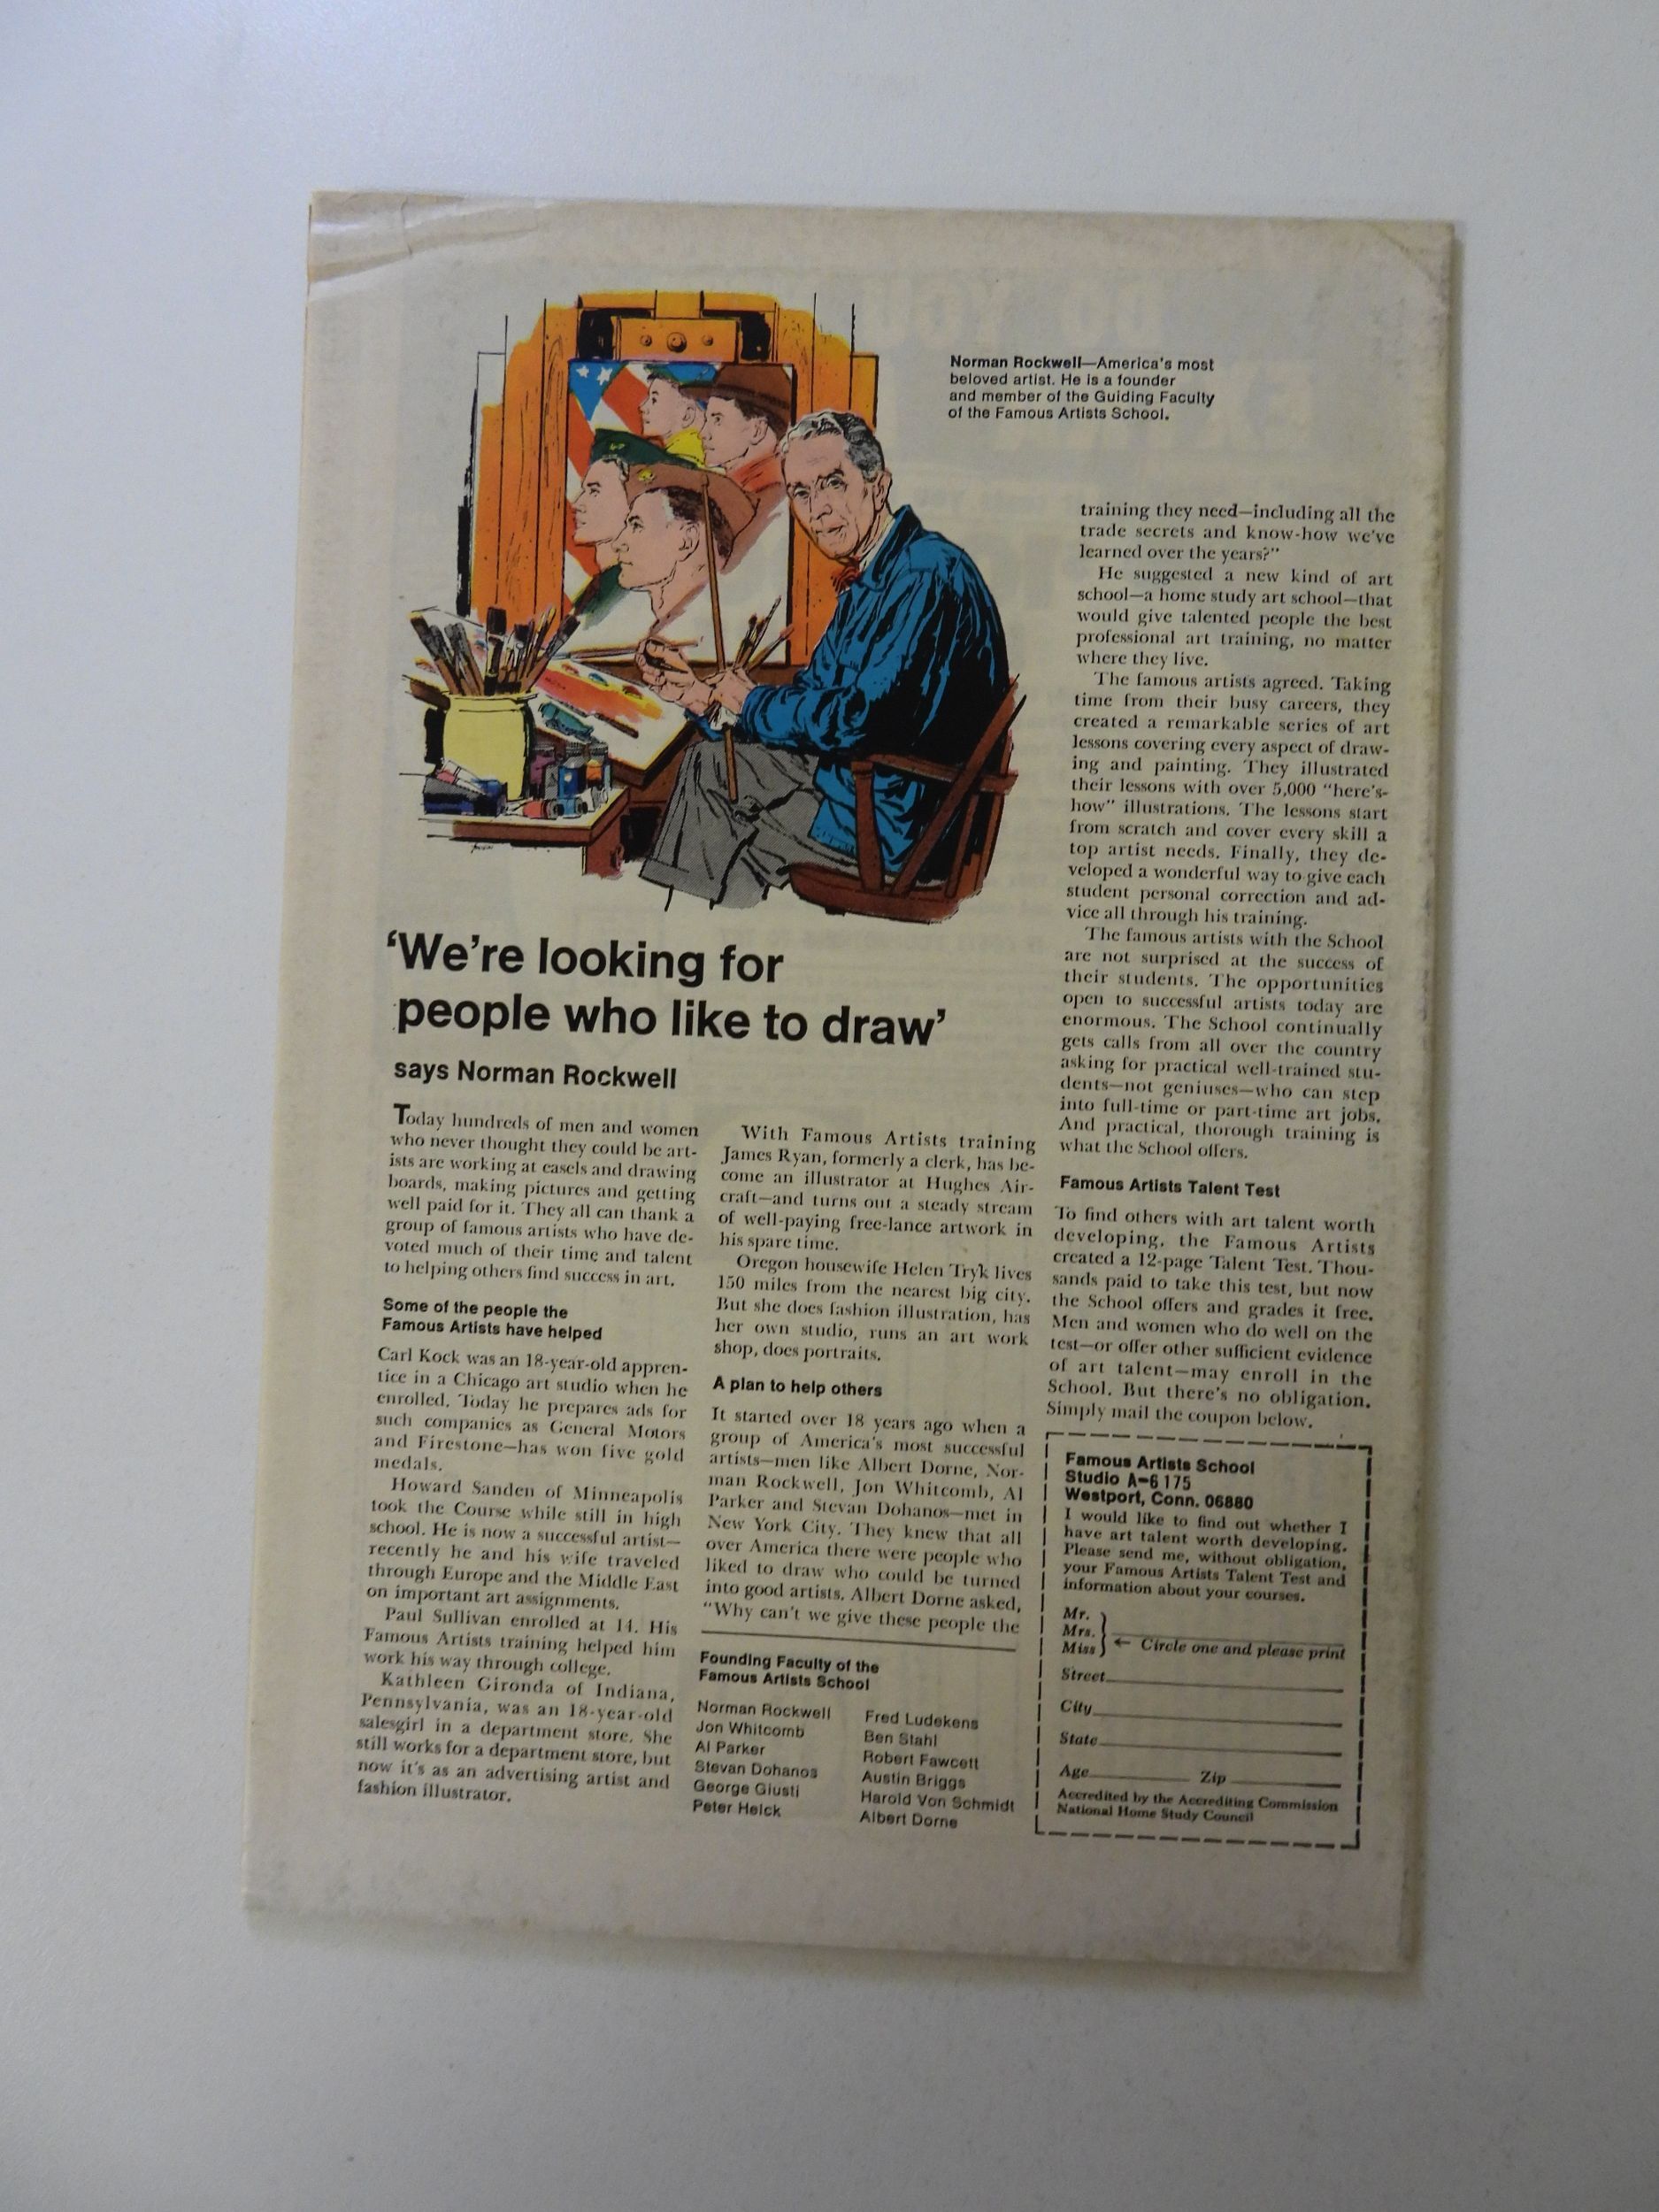 Norman Rockwell—America's most
beloved artist. He is a founder
and member of the Guiding Faculty
of the Famous Artists School.
'We're looking for
people who like to draw'
says Norman Rockwell
Today hundreds of men and women
who never thought they could be art-
ists are working at easels and drawing
boards, making pictures and getting
well paid for it. They all can thank a
group of famous artists who have de-
voted much of their time and talent
to helping others find success in art.
Some of the people the
Famous Artists have helped
Carl Kock was an 18-year-old appren-
tice in a Chicago art studio when he
enrolled. Today he prepares ads for
such companies as General Motors
and Firestone—has won five gold
medals.
Howard Sanden of Minneapolis
took the Course while still in high
school. He is now a successful artist—
recently he and his wife traveled
through Europe and the Middle East
on important art assignments.
Paul Sullivan enrolled at 14. His
Famous Artists training helped him
work his way through college.
Kathleen Gironda of Indiana,
Pennsylvania, was an 18-year-old
salesgirl in a department store. She
still works for a department store, but
now it's as an advertising artist and
fashion illustrator.
With Famous Artists training
James Ryan, formerly a clerk, has be-
come an illustrator at Hughes Air-
craft—and turns out a steady stream
of well-paying free-lance artwork in
his spare time.
Oregon housewife Helen Tryk lives
150 miles from the nearest big city.
But she does fashion illustration, has
her own studio, runs an art work
shop, does portraits.
A plan to help others
It started over 18 years ago when a
group of America's most successful
artists—men like Albert Dorne, Nor-
man Rockwell, Jon Whitcomb, Al
Parker and Stevan Dohanos—met in
New York City. They knew that all
over America there were people who
liked to draw who could be turned
into good artists. Albert Dorne asked,
"Why can't we give these people the
Founding Faculty of the
Famous Artists School
Norman Rockwell
Jon Whitcomb
Al Parker
Stevan Dohanos
George Giusti
Peter Helck
Fred Ludekens
Ben Stahl
Robert Fawcett
Austin Briggs
Harold Von Schmidt
Albert Dorne
training they need—including all the
trade secrets and know-how we've
learned over the years?"
He suggested a new kind of art
school—a home study art school—that
would give talented people the best
professional art training, no matter
where they live.
The famous artists agreed. Taking
time from their busy careers, they
created a remarkable series of art
lessons covering every aspect of draw-
ing and painting. They illustrated
their lessons with over 5,000 "here's-
how" illustrations. The lessons start
from scratch and cover every skill a
top artist needs. Finally, they de-
veloped a wonderful way to give each
student personal correction and ad-
vice all through his training.
The famous artists with the School
are not surprised at the success of
their students. The opportunities
open to successful artists today are
enormous. The School continually
gets calls from all over the country
asking for practical well-trained stu-
dents—not geniuses—who can step
into full-time or part-time art jobs.
And practical, thorough training is
what the School offers.
Famous Artists Talent Test
To find others with art talent worth
developing, the Famous Artists
created a 12-page Talent Test. Thou-
sands paid to take this test, but now
the School offers and grades it free.
Men and women who do well on the
test—or offer other sufficient evidence
of art talent—may enroll in the
School. But there's no obligation.
Simply mail the coupon below.
Famous Artists School
Studio A-6175
Westport, Conn. 06880
I would like to find out whether I
have art talent worth developing.
Please send me, without obligation,
your Famous Artists Talent Test and
information about your courses.
Mr.
Mrs.
Miss
← Circle one and please print
Street
City
State
Age Zip
Accredited by the Accrediting Commission
National Home Study Council